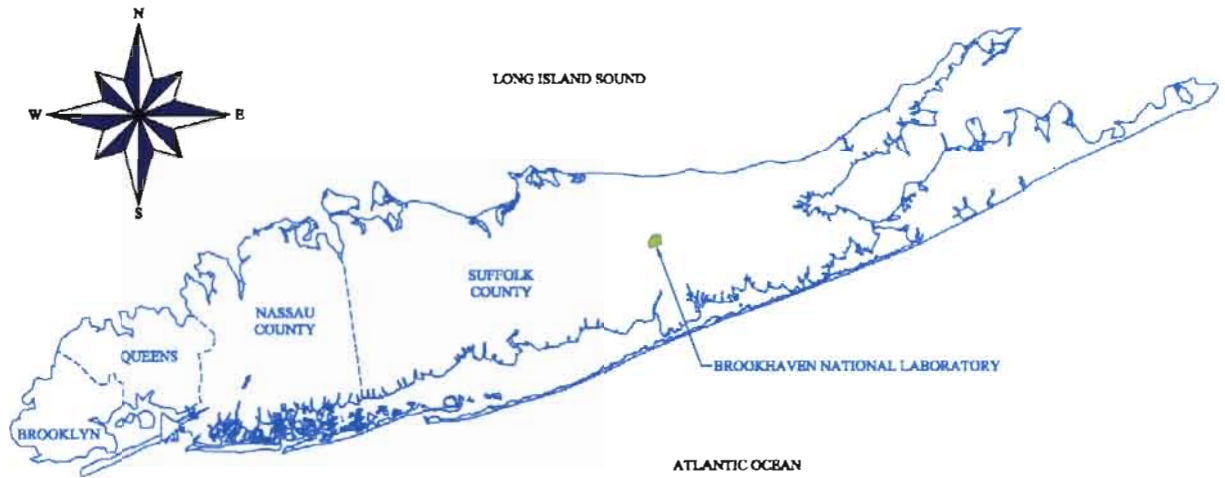 N
LONG ISLAND SOUND
W
E
S
SUFFOLK
COUNTY
NASSAU
COUNTY
QUEENS
BROOKHAVEN NATIONAL LABORATORY
BROOKLYN
ATLANTIC OCEAN